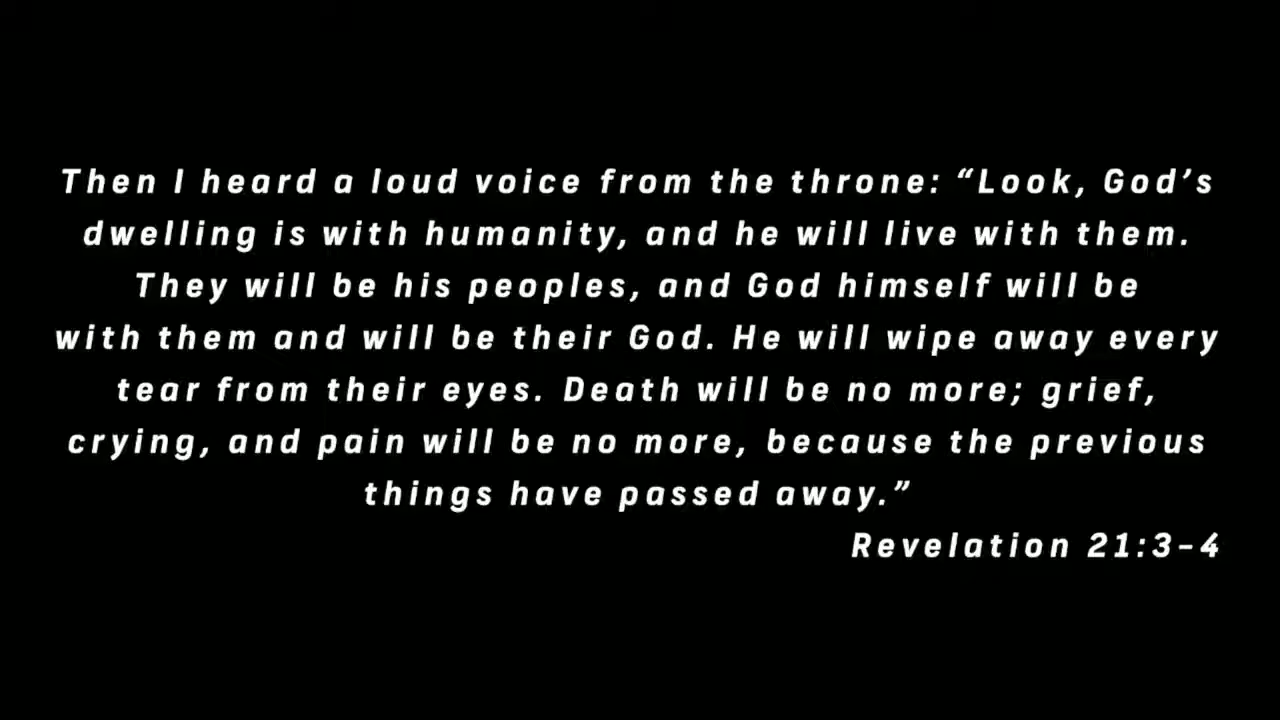 Then I heard a loud voice from the throne: “Look, God’s
dwelling is with humanity, and he will live with them.
They will be his peoples, and God himself will be
with them and will be their God. He will wipe away every
tear from their eyes. Death will be no more; grief,
crying, and pain will be no more, because the previous
things have passed away.”
Revelation 21:3–4